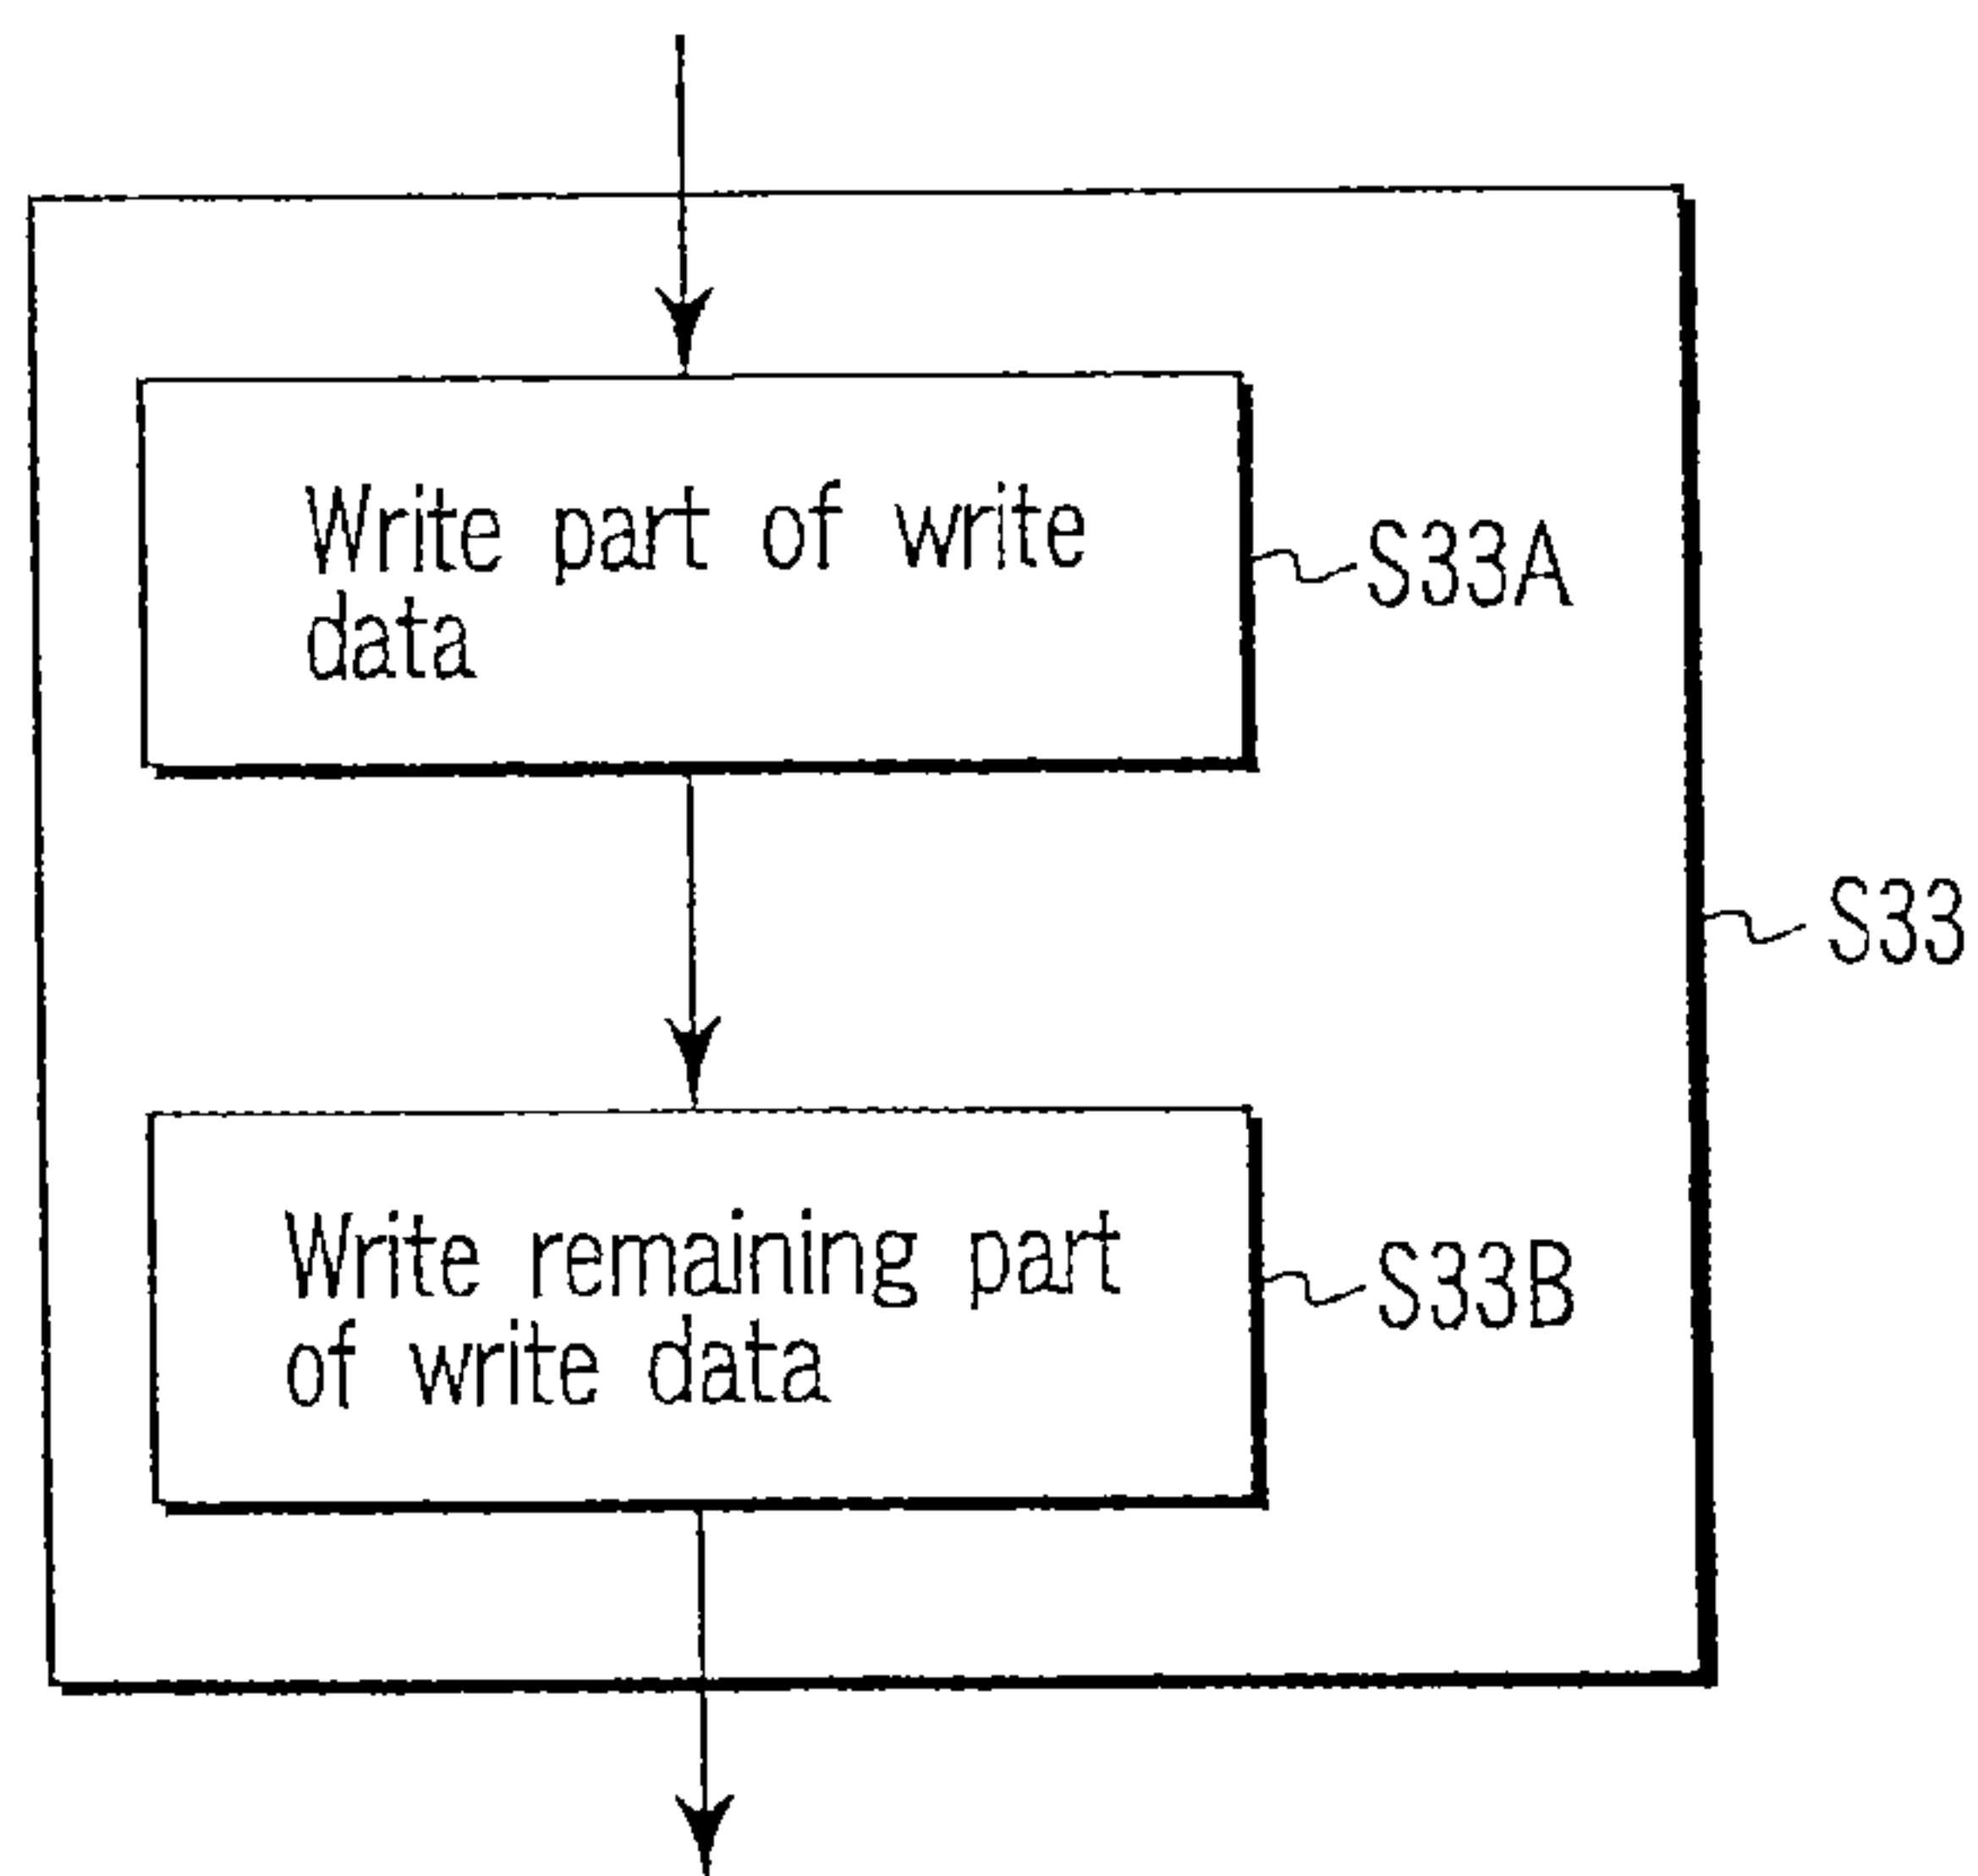 Write part of write
data
S33A
S33
Write remaining part
of write data
S33B